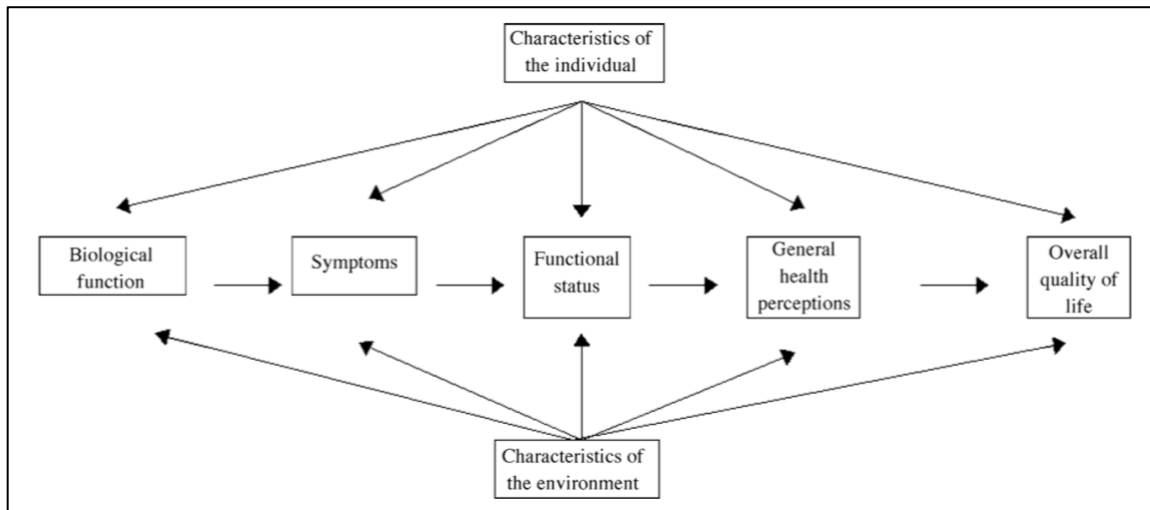 Characteristics of
the individual
Biological
function
Symptoms
Functional
status
General
health
perceptions
Overall
quality of
life
Characteristics of
the environment